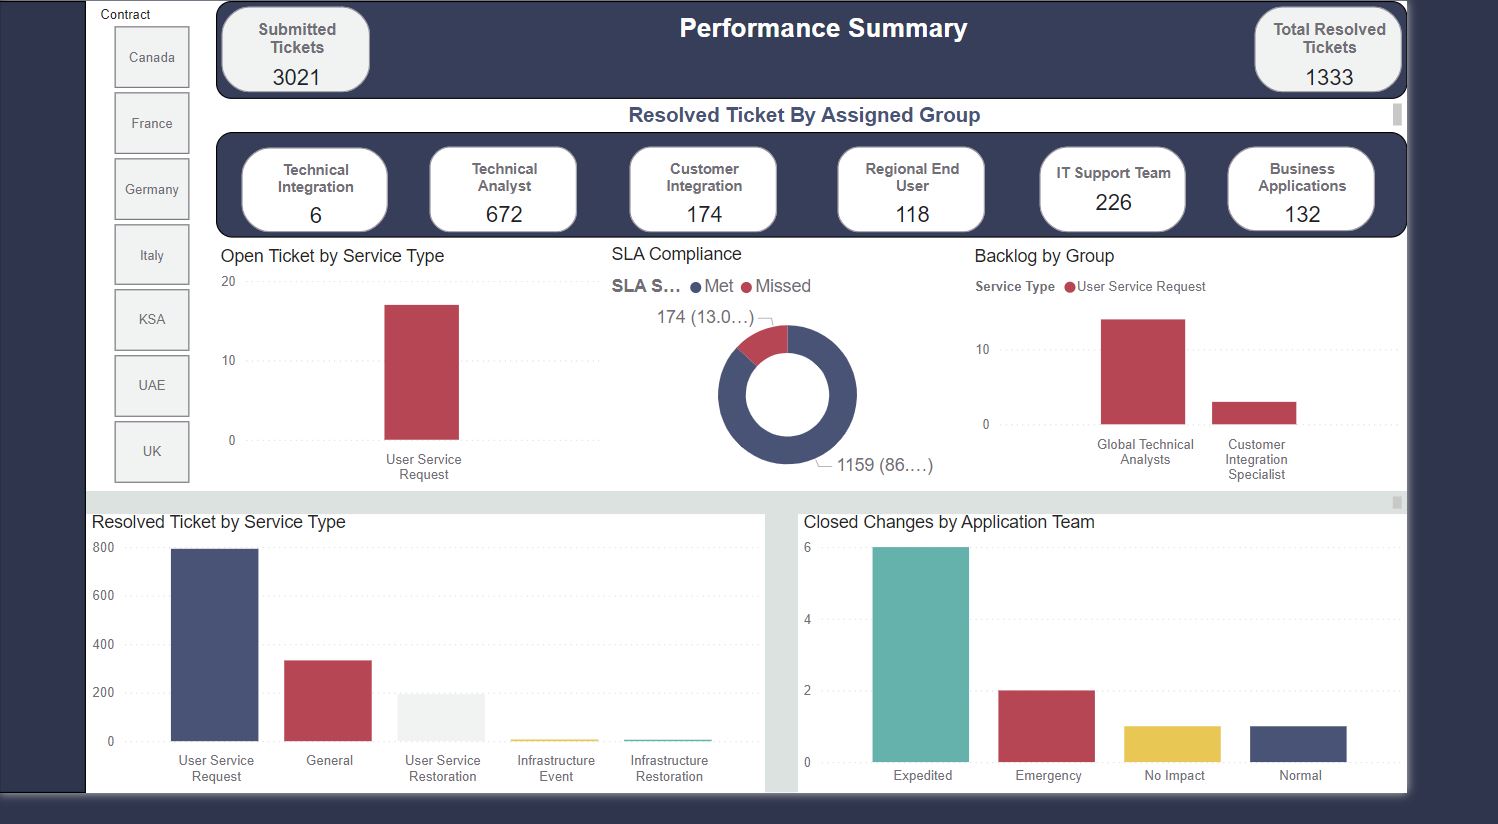 Contract
Canada
France
Germany
Italy
KSA
UAE
UK
Submitted
Tickets
3021
Performance Summary
Total Resolved
Tickets
1333
Resolved Ticket By Assigned Group
Technical
Integration
6
Technical
Analyst
672
Customer
Integration
174
Regional End
User
118
IT Support Team
226
Business
Applications
132
Open Ticket by Service Type
20
10
0
User Service
Request
SLA Compliance
SLA S... Met Missed
174 (13.0...)
1159 (86....)
Backlog by Group
Service Type User Service Request
10
0
Global Technical
Analysts
Customer
Integration
Specialist
Resolved Ticket by Service Type
800
600
400
200
0
User Service
Request
General
User Service
Restoration
Infrastructure
Event
Infrastructure
Restoration
Closed Changes by Application Team
6
4
2
0
Expedited
Emergency
No Impact
Normal